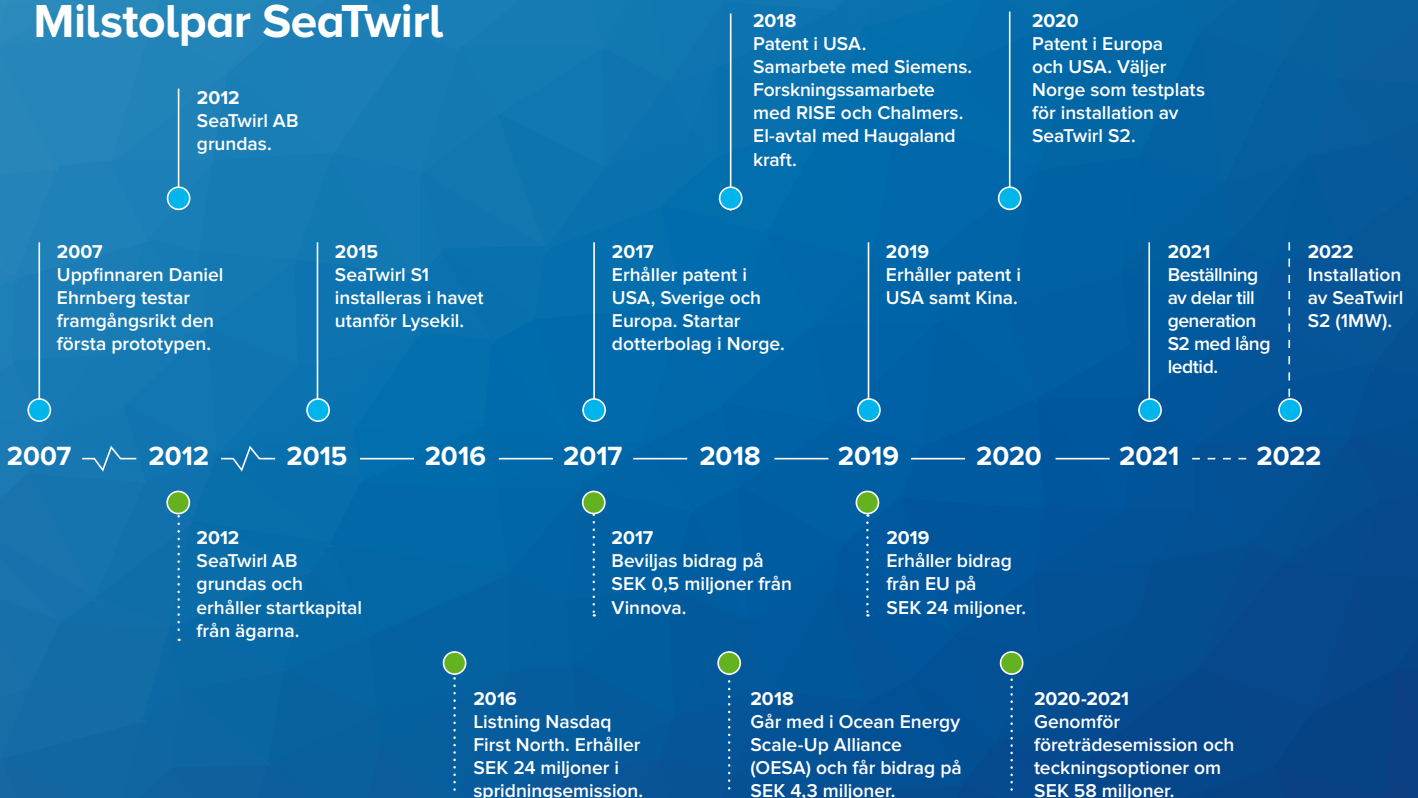 Milstolpar SeaTwirl
2012
SeaTwirl AB
grundas.
2018
Patent i USA.
Samarbete med Siemens.
Forskningssamarbete
med RISE och Chalmers.
El-avtal med Haugaland
kraft.
2020
Patent i Europa
och USA. Väljer
Norge som testplats
för installation av
SeaTwirl S2.
2007
Uppfinnaren Daniel
Ehrnberg testar
framgångsrikt den
första prototypen.
2015
SeaTwirl S1
installeras i havet
utanför Lysekil.
2017
Erhåller patent i
USA, Sverige och
Europa. Startar
dotterbolag i Norge.
2019
Erhåller patent i
USA samt Kina.
2021
Beställning
av delar till
generation
S2 med lång
ledtid.
2022
Installation
av SeaTwirl
S2 (1MW).
2007 2012 2015 2016 2017 2018 2019 2020 2021 2022
2012
SeaTwirl AB
grundas och
erhåller startkapital
från ägarna.
2017
Beviljas bidrag på
SEK 0,5 miljoner från
Vinnova.
2019
Erhåller bidrag
från EU på
SEK 24 miljoner.
2016
Listning Nasdaq
First North. Erhåller
SEK 24 miljoner i
spridningsemission.
2018
Går med i Ocean Energy
Scale-Up Alliance
(OESA) och får bidrag på
SEK 4,3 miljoner.
2020-2021
Genomför
företrädesemission och
teckningsoptioner om
SEK 58 miljoner.